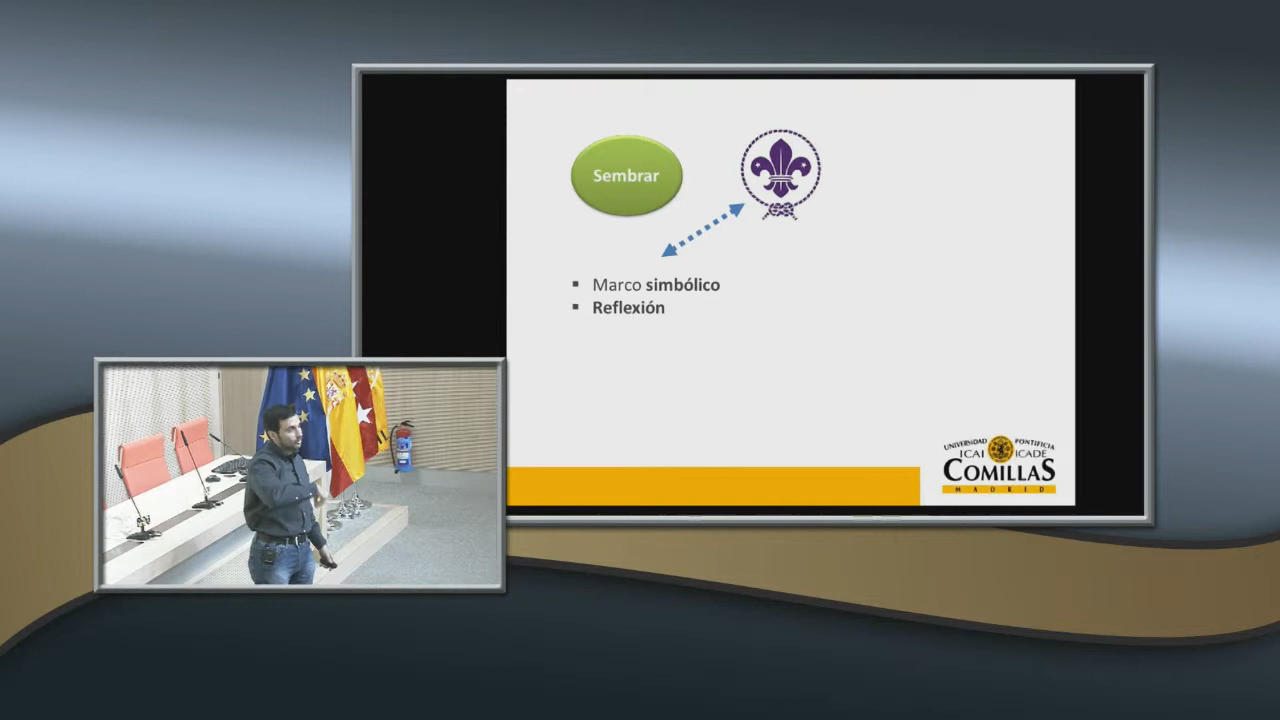 Sembrar
Marco simbólico
Reflexión
UNIVERSIDAD PONTIFICIA
ICAI ICADE
COMILLAS
MADRID